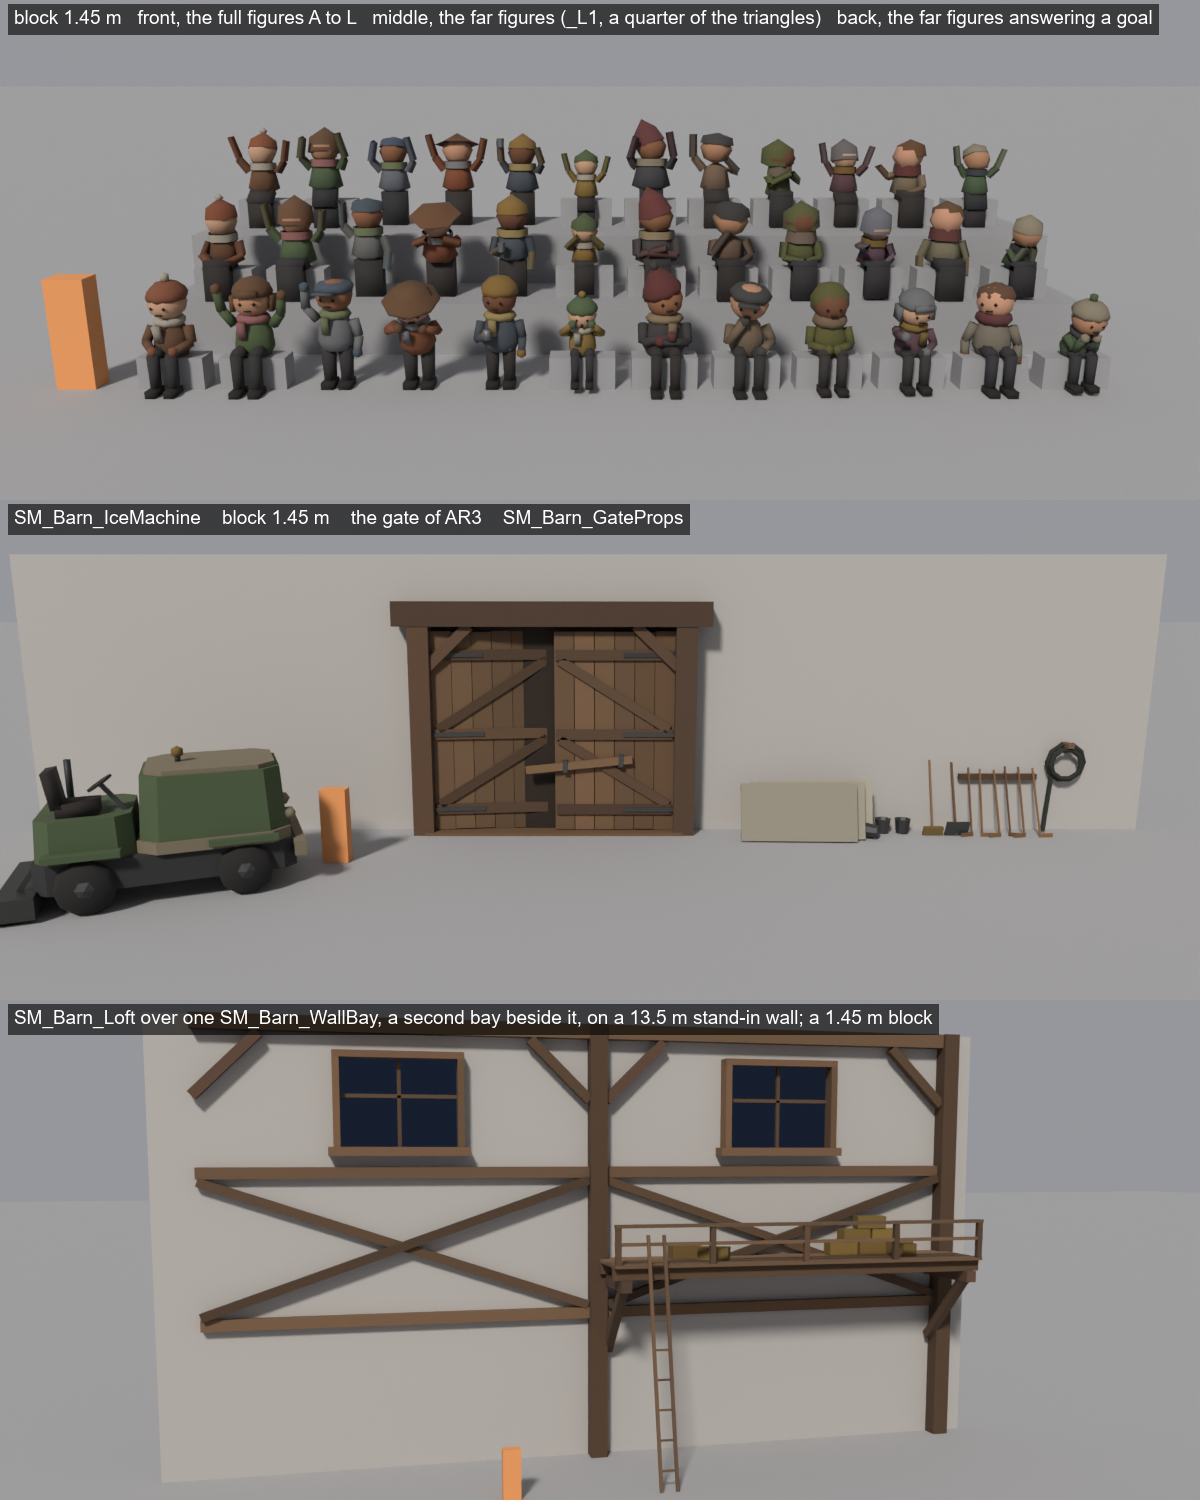 block 1.45 m front, the full figures A to L middle, the far figures (_L1, a quarter of the triangles) back, the far figures answering a goal
SM_Barn_IceMachine block 1.45 m the gate of AR3 SM_Barn_GateProps
SM_Barn_Loft over one SM_Barn_WallBay, a second bay beside it, on a 13.5 m stand-in wall; a 1.45 m block